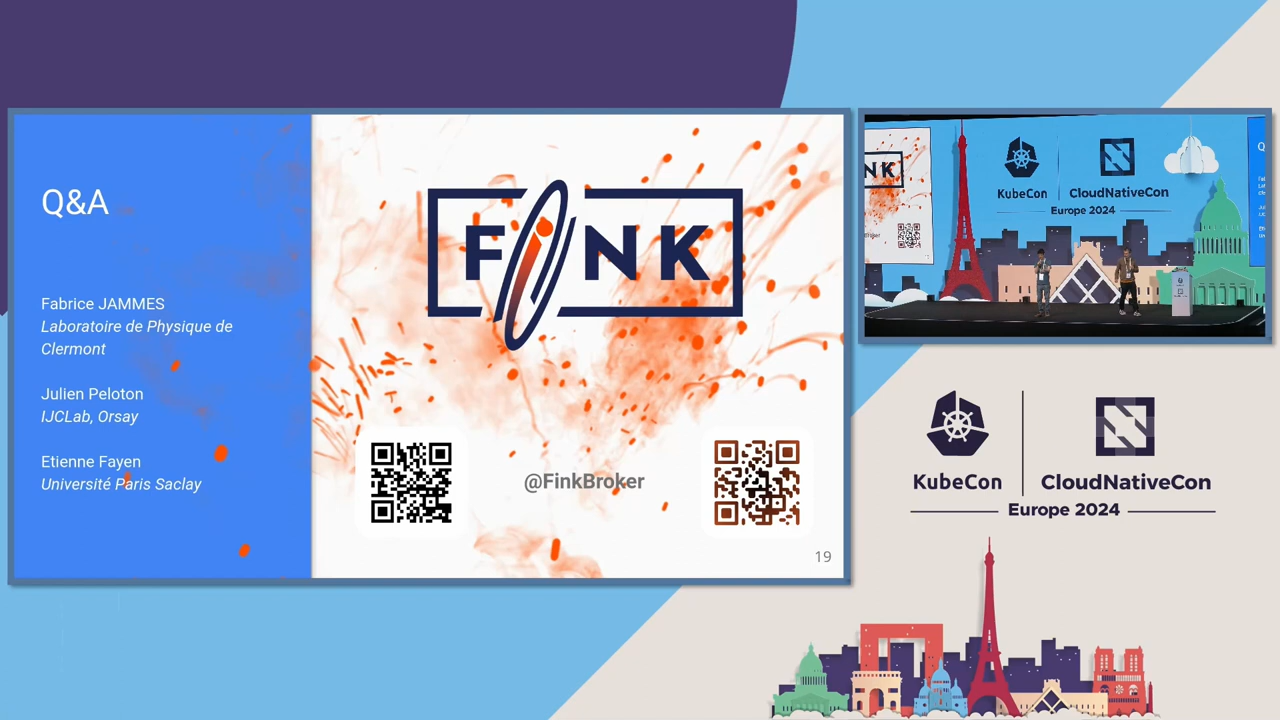 Q&A
Fabrice JAMMES
Laboratoire de Physique de
Clermont
Julien Peloton
IJCLab, Orsay
Etienne Fayen
Université Paris Saclay
FINK
@FinkBroker
19
NK
KubeCon
CloudNativeCon
Europe 2024
Q
KubeCon
CloudNativeCon
Europe 2024